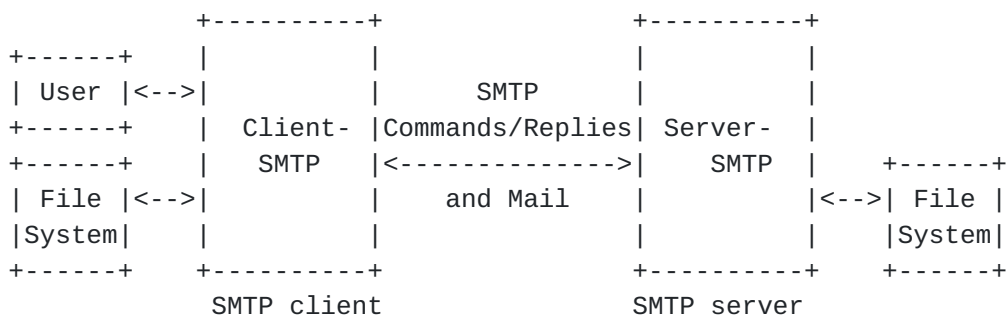 +----------+                +----------+
+------+    |          |                |          |
| User |<-->|          |      SMTP      |          |
+------+    |  Client- |Commands/Replies| Server-  |
+------+    |   SMTP   |<-------------->|    SMTP  |    +------+
| File |<-->|          |    and Mail    |          |<-->| File |
|System|    |          |                |          |    |System|
+------+    +----------+                +----------+    +------+
SMTP client                SMTP server